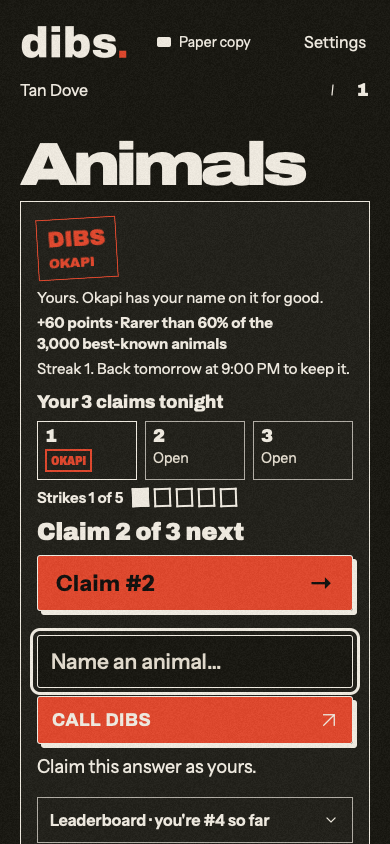 dibs.
Paper copy
Settings
Tan Dove
/ 1
Animals
DIBS
OKAPI
Yours. Okapi has your name on it for good.
+60 points · Rarer than 60% of the
3,000 best-known animals
Streak 1. Back tomorrow at 9:00 PM to keep it.
Your 3 claims tonight
1
OKAPI
2
Open
3
Open
Strikes 1 of 5
Claim 2 of 3 next
Claim #2 →
Name an animal...
CALL DIBS ↗
Claim this answer as yours.
Leaderboard · you're #4 so far